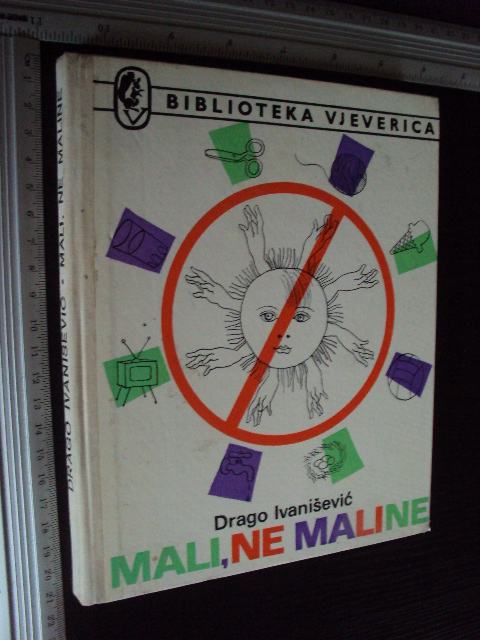 BIBLIOTEKA VJEVERICA
Drago Ivanišević
MALI, NE MALINE
DRAGO IVANIŠEVIĆ - MALI, NE MALINE